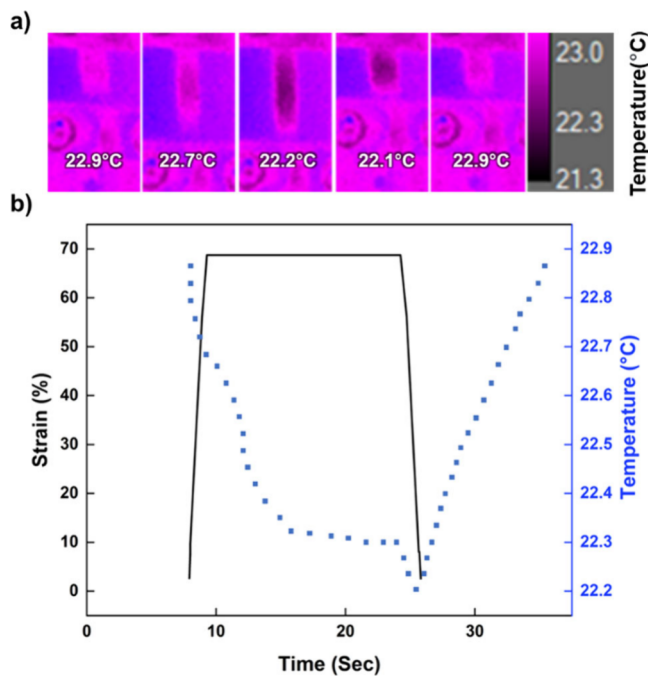 a)
22.9°C
22.7°C
22.2°C
22.1°C
22.9°C
23.0
22.3
21.3
Temperature(°C)
b)
70
60
50
40
30
20
10
0
Strain (%)
22.9
22.8
22.7
22.6
22.5
22.4
22.3
22.2
Temperature (°C)
0
10
20
30
Time (Sec)